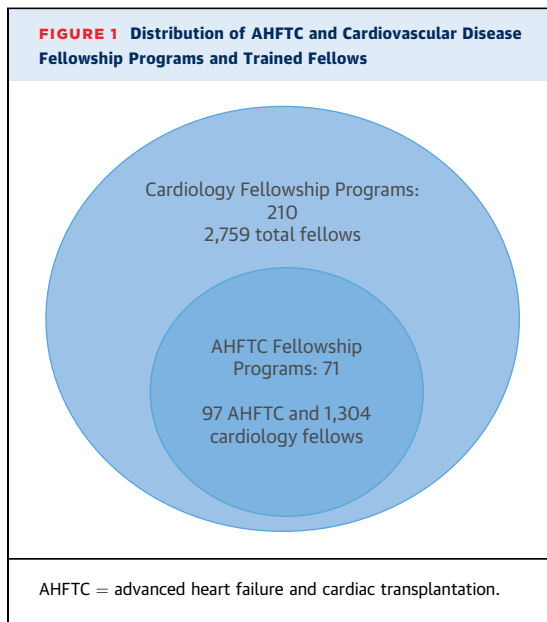 FIGURE 1 Distribution of AHFTC and Cardiovascular Disease
Fellowship Programs and Trained Fellows
Cardiology Fellowship Programs:
210
2,759 total fellows
AHFTC Fellowship
Programs: 71
97 AHFTC and 1,304
cardiology fellows
AHFTC = advanced heart failure and cardiac transplantation.